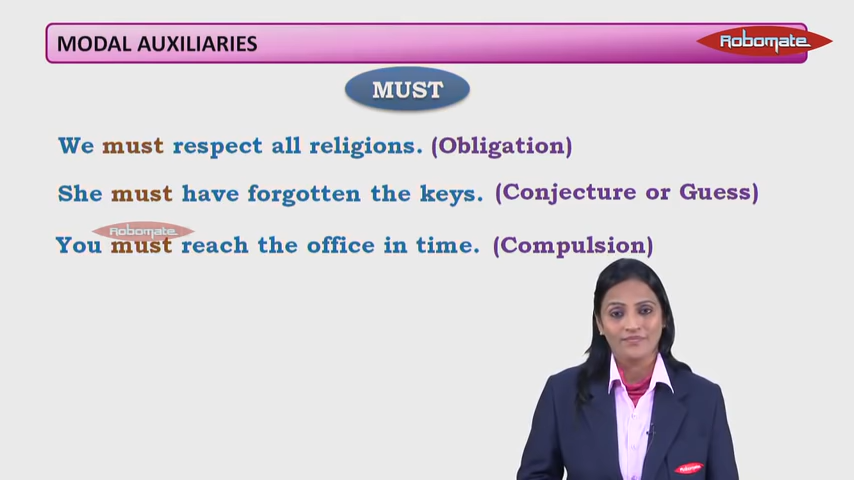 MODAL AUXILIARIES
Robomate
MUST
We must respect all religions. (Obligation)
She must have forgotten the keys. (Conjecture or Guess)
Robomate
You must reach the office in time. (Compulsion)
Robomate